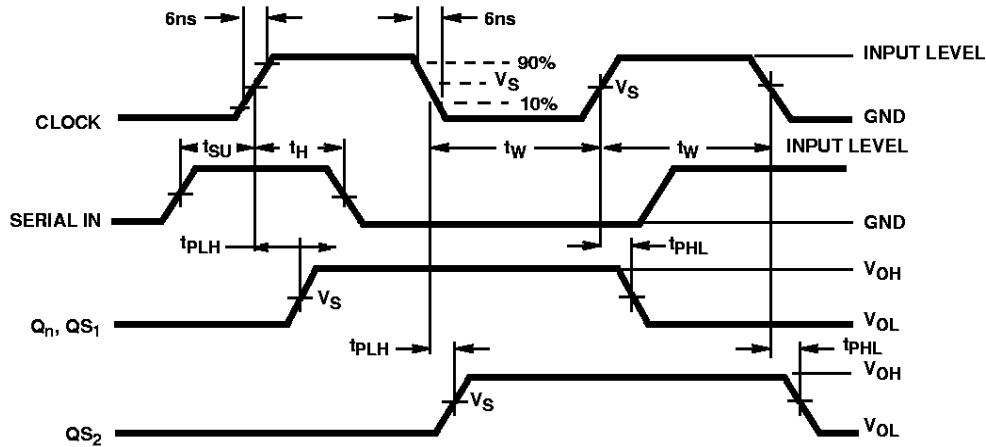 6ns
6ns
INPUT LEVEL
90%
VS
VS
10%
CLOCK
GND
tSU
tH
tW
tW
INPUT LEVEL
SERIAL IN
GND
tPLH
tPHL
VOH
VS
Qn, QS1
VOL
tPLH
tPHL
VOH
VS
QS2
VOL